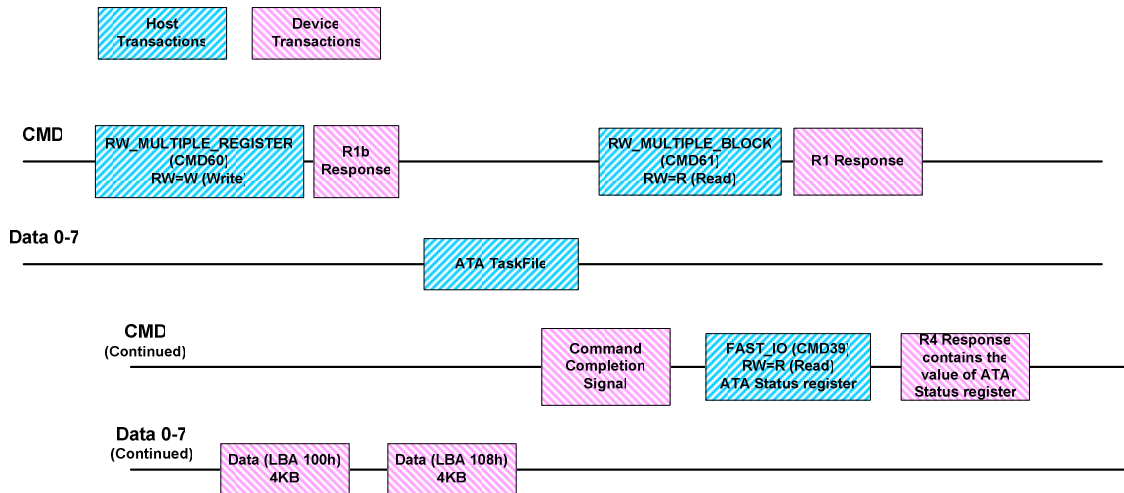 Host
Transactions
Device
Transactions
CMD
RW_MULTIPLE_REGISTER
(CMD60)
RW=W (Write)
R1b
Response
RW_MULTIPLE_BLOCK
(CMD61)
RW=R (Read)
R1 Response
Data 0-7
ATA TaskFile
CMD
(Continued)
Command
Completion
Signal
FAST_IO (CMD39)
RW=R (Read)
ATA Status register
R4 Response
contains the
value of ATA
Status register
Data 0-7
(Continued)
Data (LBA 100h)
4KB
Data (LBA 108h)
4KB